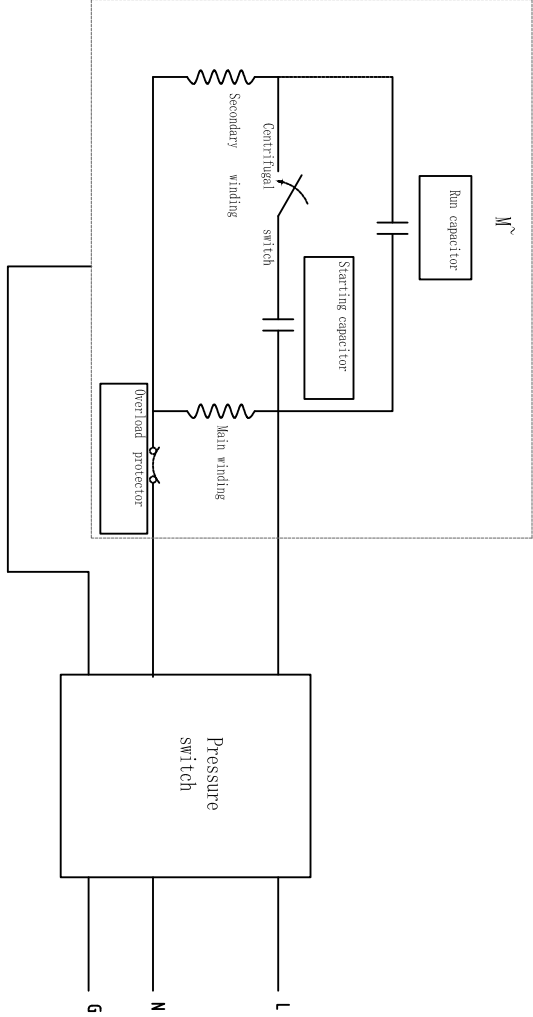 M~
Run capacitor
Starting capacitor
Centrifugal switch
Secondary winding
Main winding
Overload protector
Pressure
switch
L
N
G